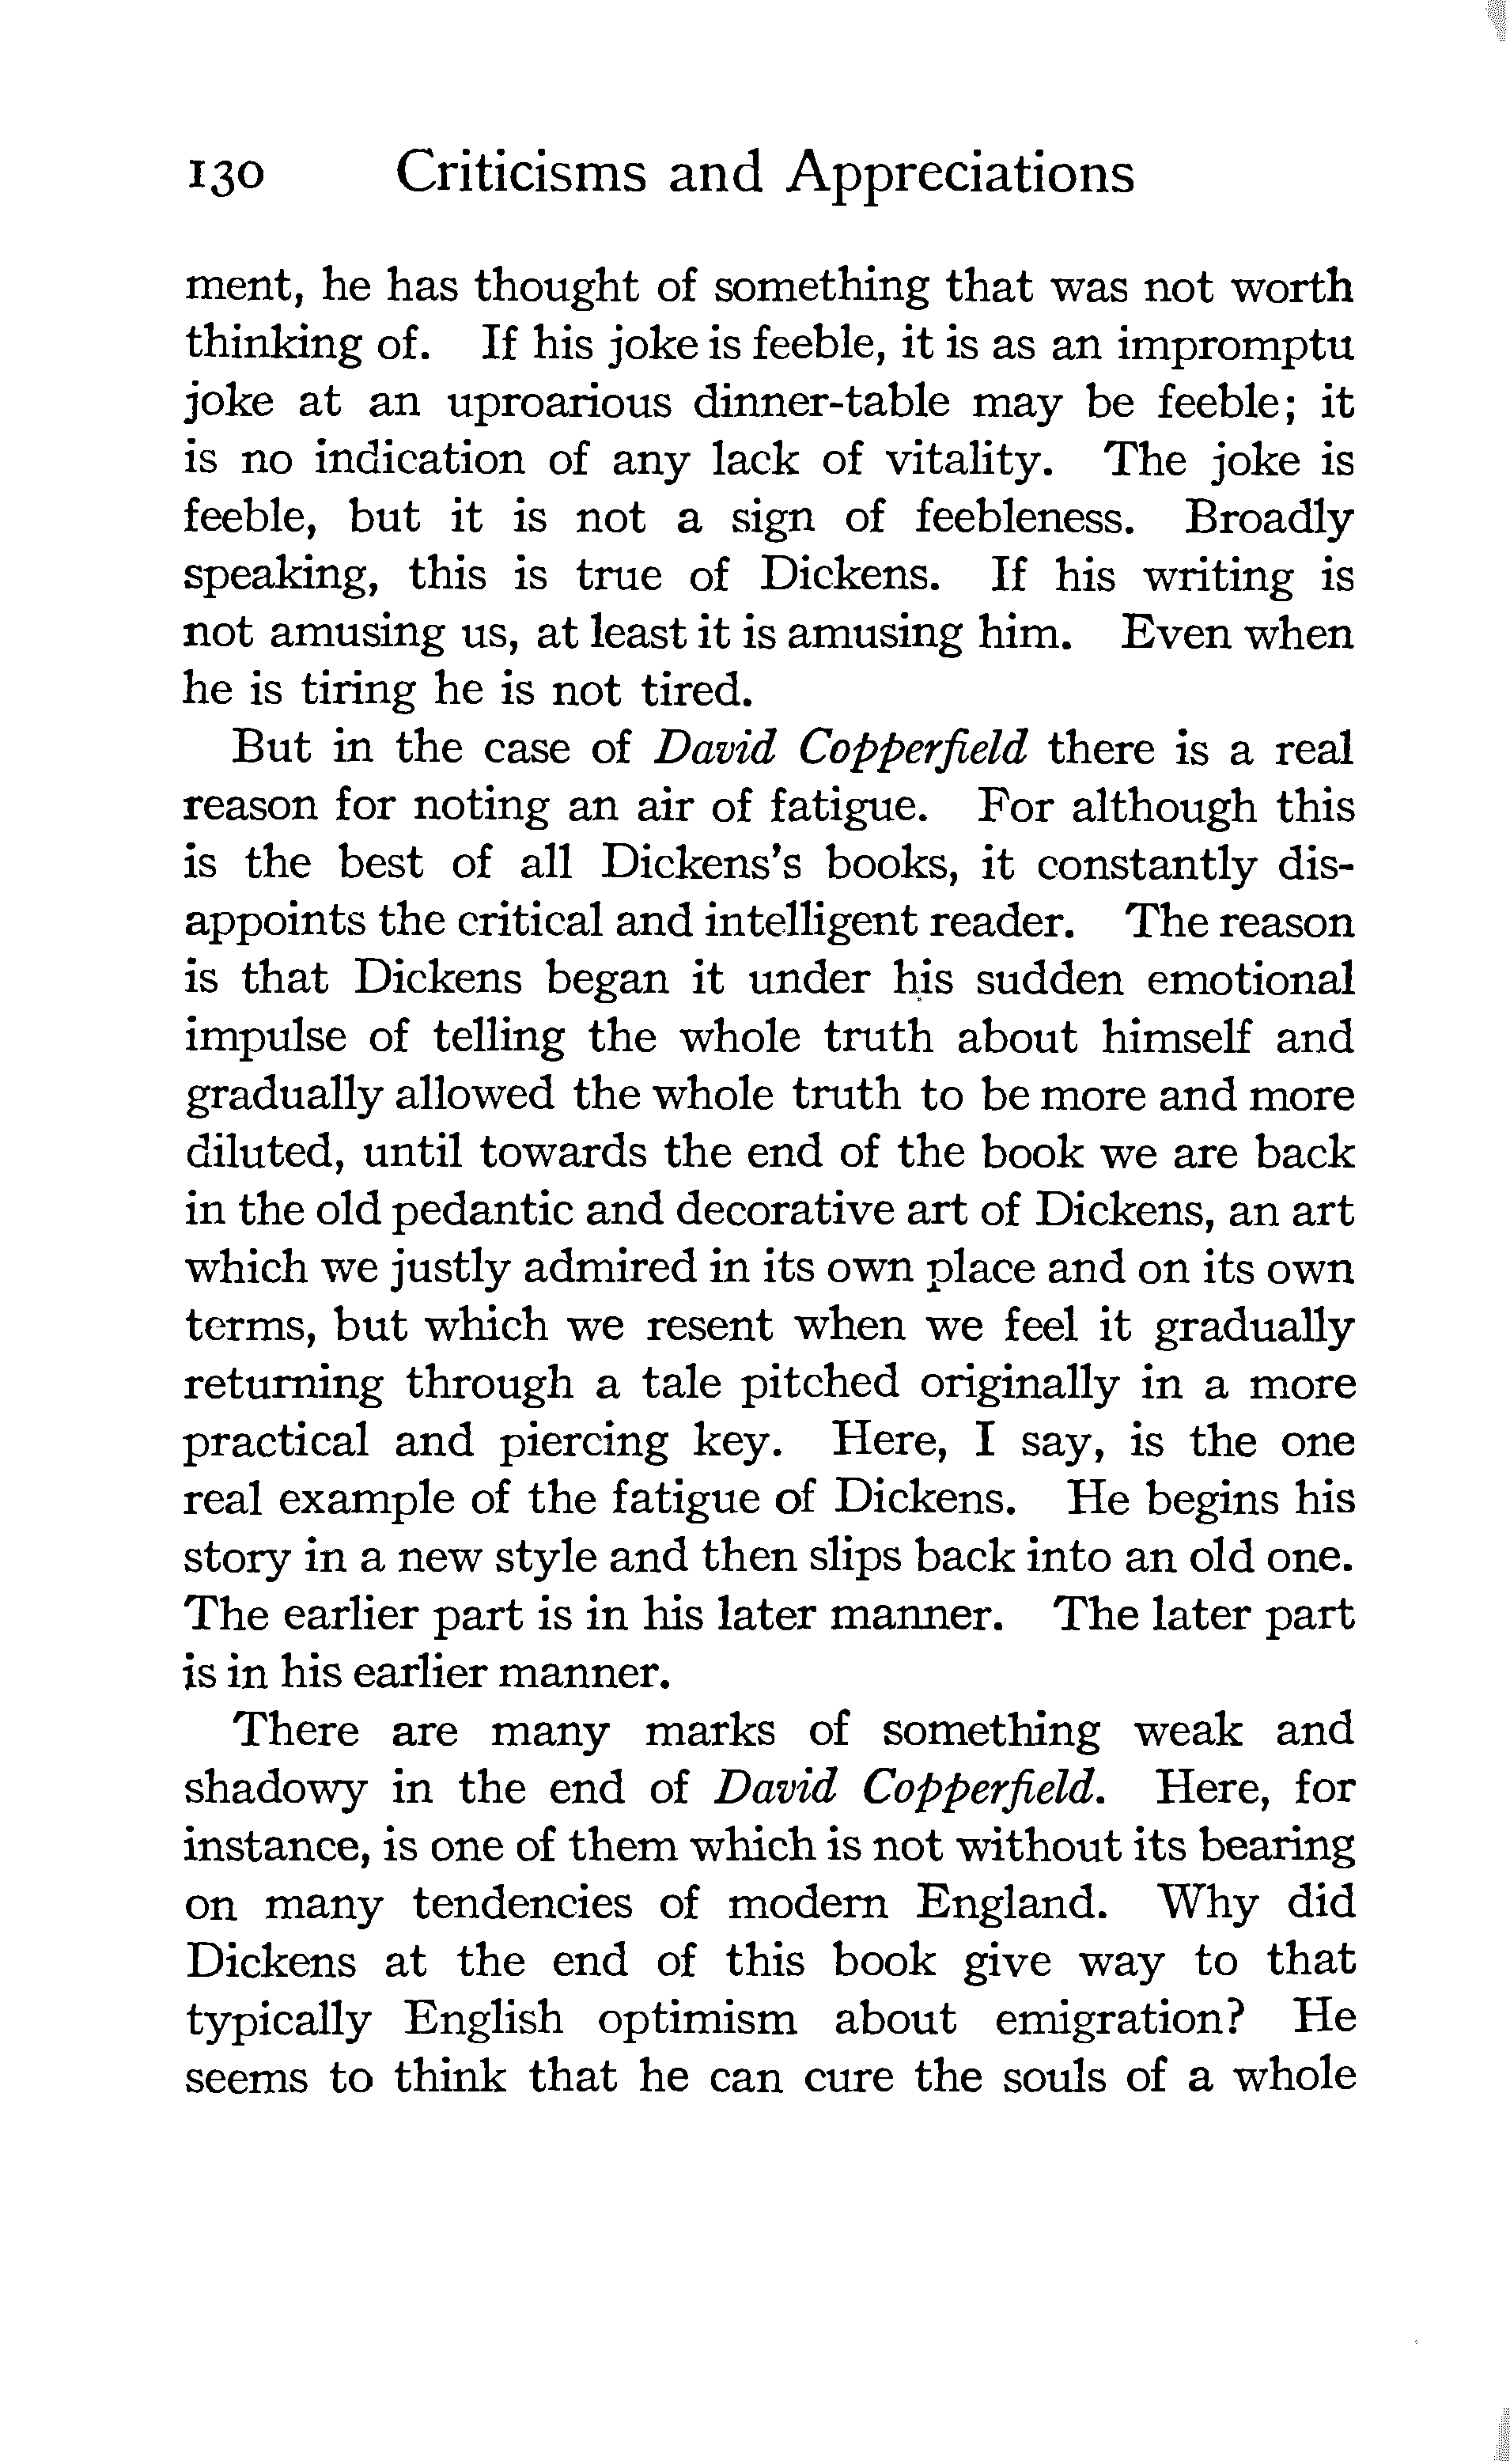 130 Criticisms and Appreciations
ment, he has thought of something that was not worth
thinking of. If his joke is feeble, it is as an impromptu
joke at an uproarious dinner-table may be feeble; it
is no indication of any lack of vitality. The joke is
feeble, but it is not a sign of feebleness. Broadly
speaking, this is true of Dickens. If his writing is
not amusing us, at least it is amusing him. Even when
he is tiring he is not tired.
But in the case of David Copperfield there is a real
reason for noting an air of fatigue. For although this
is the best of all Dickens's books, it constantly dis-
appoints the critical and intelligent reader. The reason
is that Dickens began it under his sudden emotional
impulse of telling the whole truth about himself and
gradually allowed the whole truth to be more and more
diluted, until towards the end of the book we are back
in the old pedantic and decorative art of Dickens, an art
which we justly admired in its own place and on its own
terms, but which we resent when we feel it gradually
returning through a tale pitched originally in a more
practical and piercing key. Here, I say, is the one
real example of the fatigue of Dickens. He begins his
story in a new style and then slips back into an old one.
The earlier part is in his later manner. The later part
is in his earlier manner.
There are many marks of something weak and
shadowy in the end of David Copperfield. Here, for
instance, is one of them which is not without its bearing
on many tendencies of modern England. Why did
Dickens at the end of this book give way to that
typically English optimism about emigration? He
seems to think that he can cure the souls of a whole